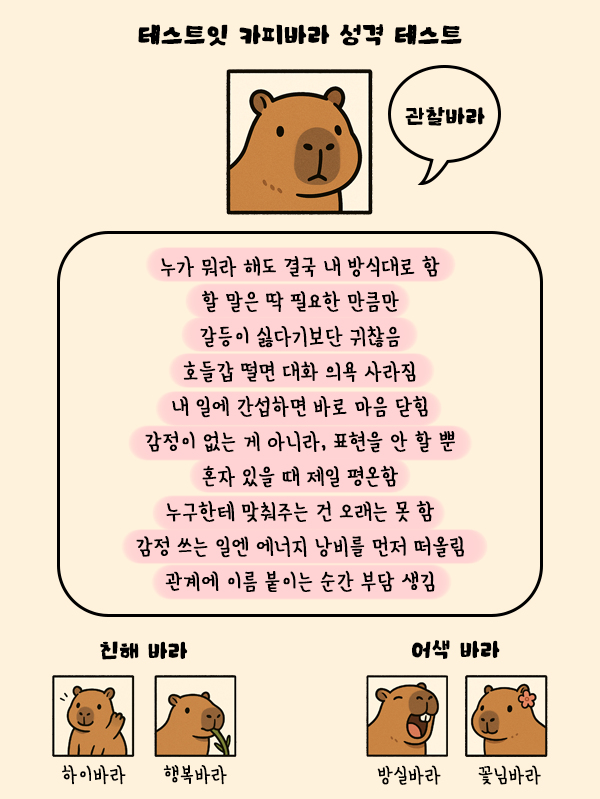 테스트잇 카피바라 성격 테스트
관찰바라
누가 뭐라 해도 결국 내 방식대로 함
할 말은 딱 필요한 만큼만
갈등이 싫다기보단 귀찮음
호들갑 떨면 대화 의욕 사라짐
내 일에 간섭하면 바로 마음 닫힘
감정이 없는 게 아니라, 표현을 안 할 뿐
혼자 있을 때 제일 평온함
누구한테 맞춰주는 건 오래는 못 함
감정 쓰는 일엔 에너지 낭비를 먼저 떠올림
관계에 이름 붙이는 순간 부담 생김
친해 바라
어색 바라
하이바라
행복바라
방실바라
꽃님바라